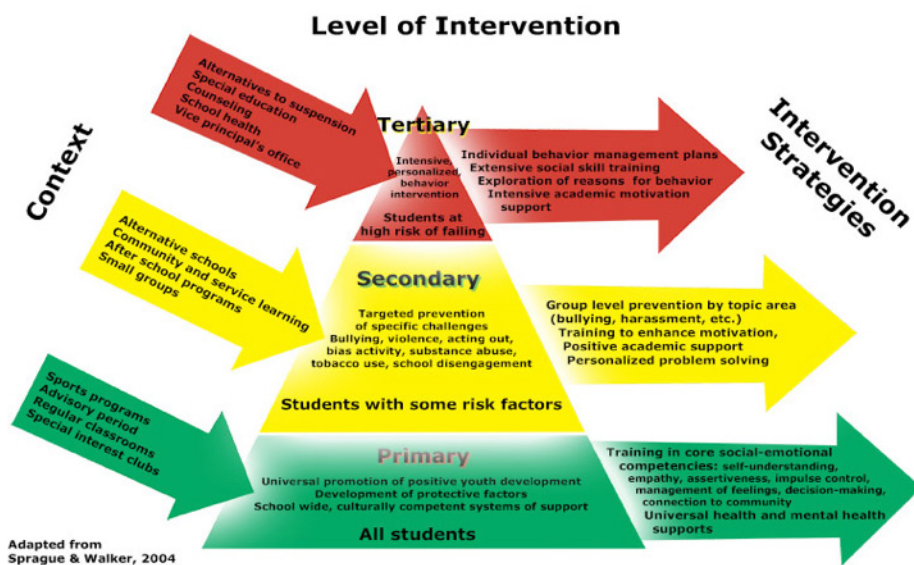 Level of Intervention
Context
Intervention
Strategies
Alternatives to suspension
Special education
Counseling
School health
Vice principal's office
Tertiary
Intensive,
personalized,
behavior
intervention
Students at
high risk of failing
Individual behavior management plans
Extensive social skill training
Exploration of reasons for behavior
Intensive academic motivation
support
Alternative schools
Community and service learning
After school programs
Small groups
Secondary
Targeted prevention
of specific challenges
Bullying, violence, acting out,
bias activity, substance abuse,
tobacco use, school disengagement
Students with some risk factors
Group level prevention by topic area
(bullying, harassment, etc.)
Training to enhance motivation,
Positive academic support
Personalized problem solving
Sports programs
Advisory period
Regular classrooms
Special interest clubs
Primary
Universal promotion of positive youth development
Development of protective factors
School wide, culturally competent systems of support
All students
Training in core social-emotional
competencies: self-understanding,
empathy, assertiveness, impulse control,
management of feelings, decision-making,
connection to community
Universal health and mental health
supports
Adapted from
Sprague & Walker, 2004